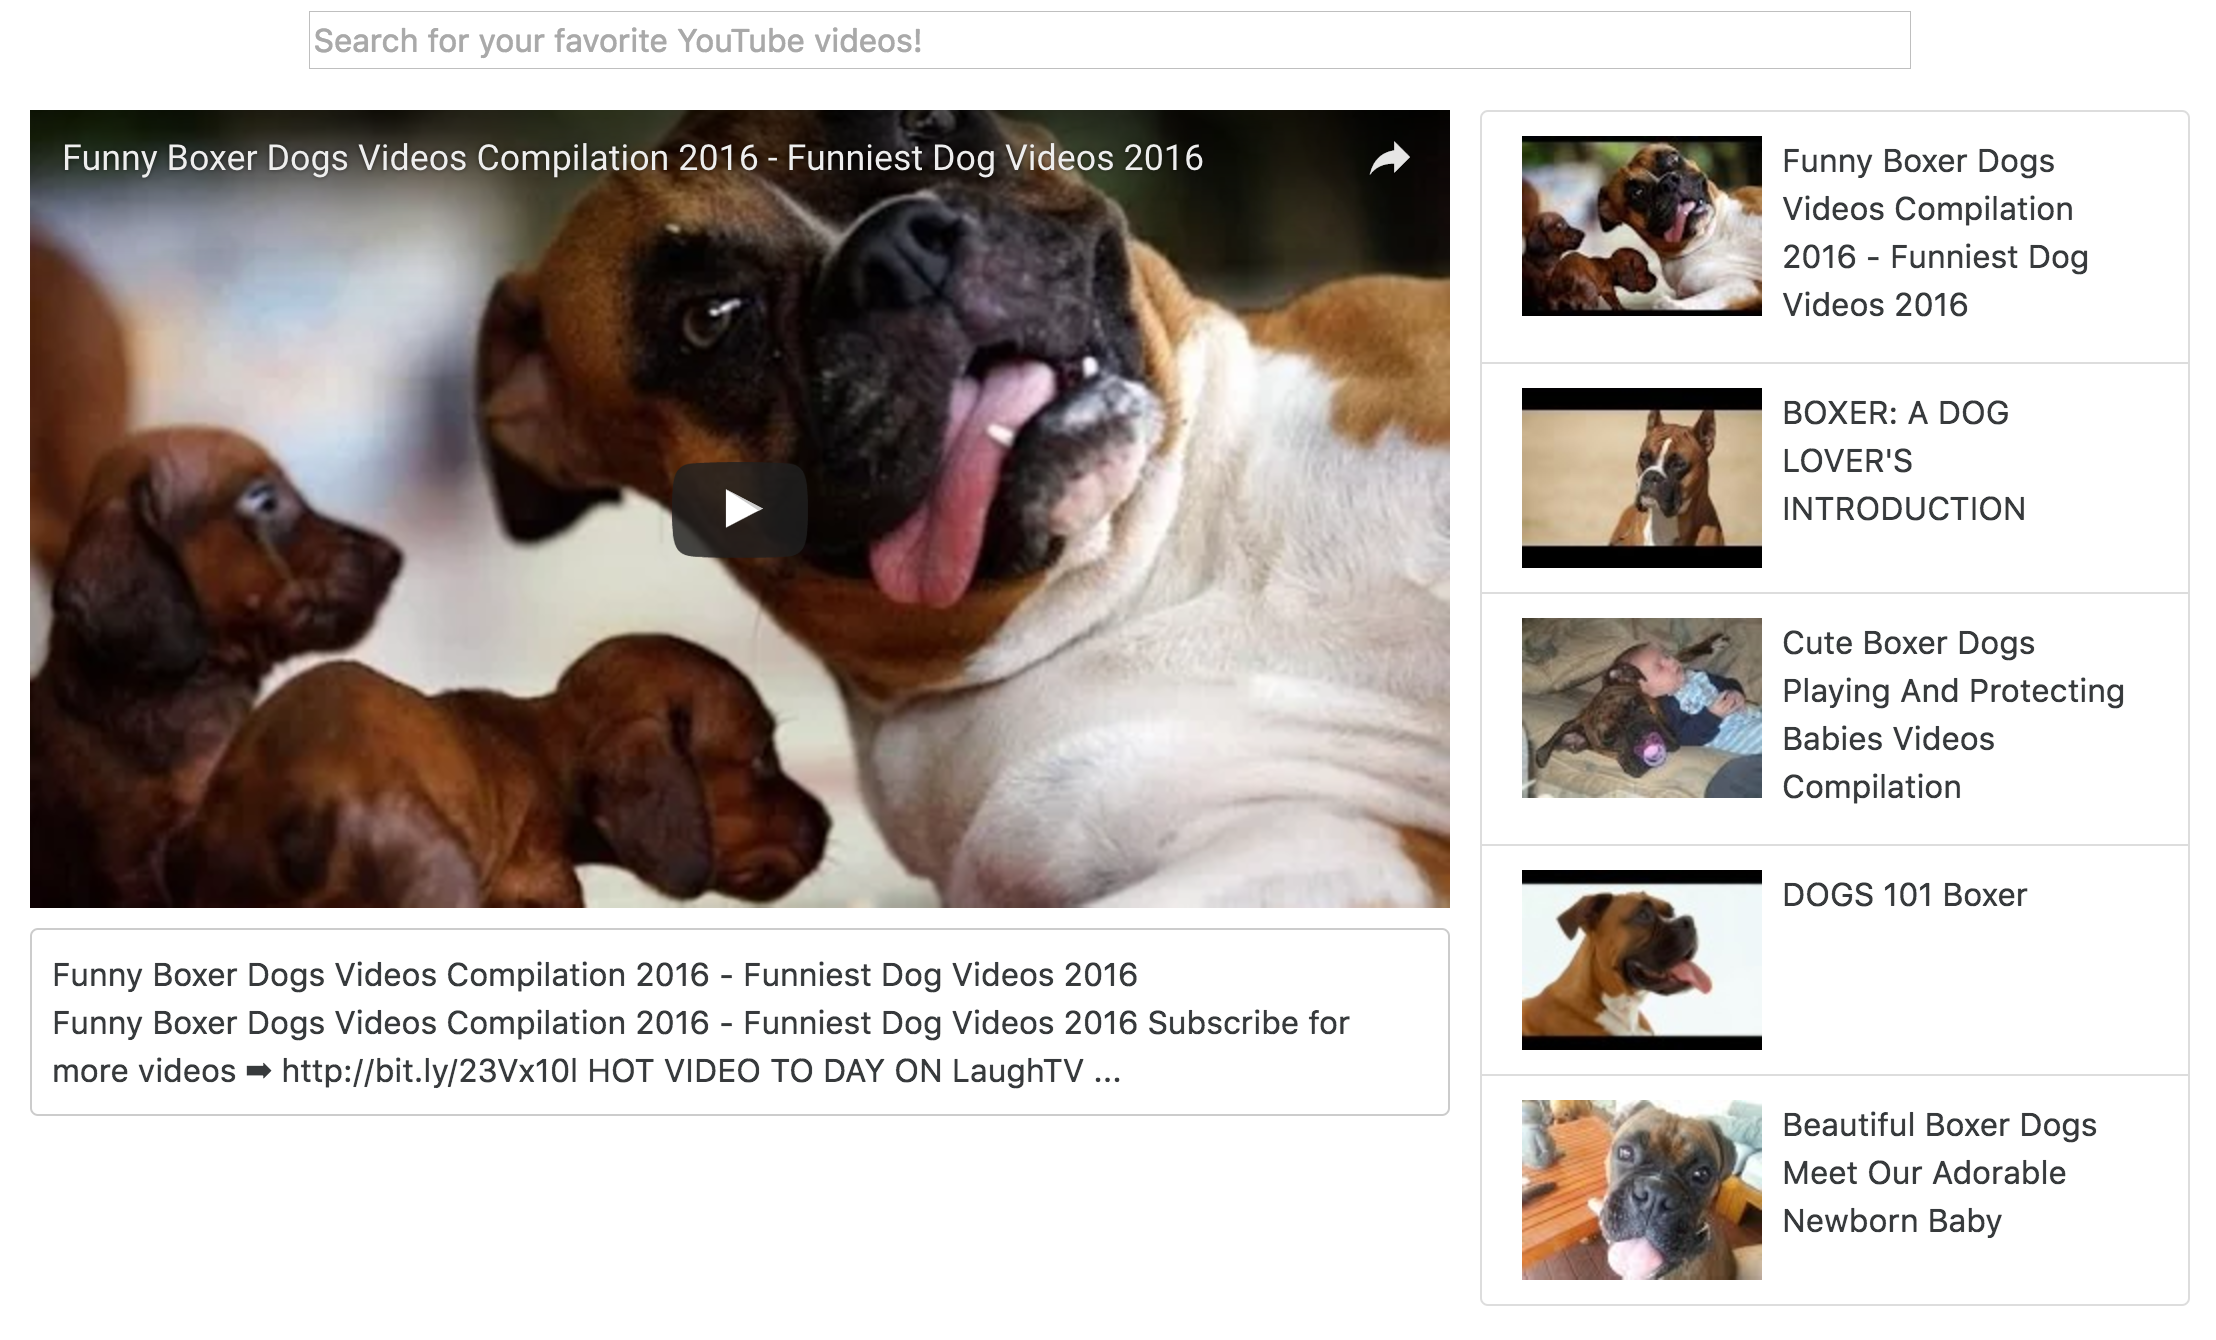 Search for your favorite YouTube videos!
Funny Boxer Dogs Videos Compilation 2016 - Funniest Dog Videos 2016
Funny Boxer Dogs Videos Compilation 2016 - Funniest Dog Videos 2016
Funny Boxer Dogs Videos Compilation 2016 - Funniest Dog Videos 2016 Subscribe for
more videos ➡ http://bit.ly/23Vx10l HOT VIDEO TO DAY ON LaughTV ...
Funny Boxer Dogs
Videos Compilation
2016 - Funniest Dog
Videos 2016
BOXER: A DOG
LOVER'S
INTRODUCTION
Cute Boxer Dogs
Playing And Protecting
Babies Videos
Compilation
DOGS 101 Boxer
Beautiful Boxer Dogs
Meet Our Adorable
Newborn Baby